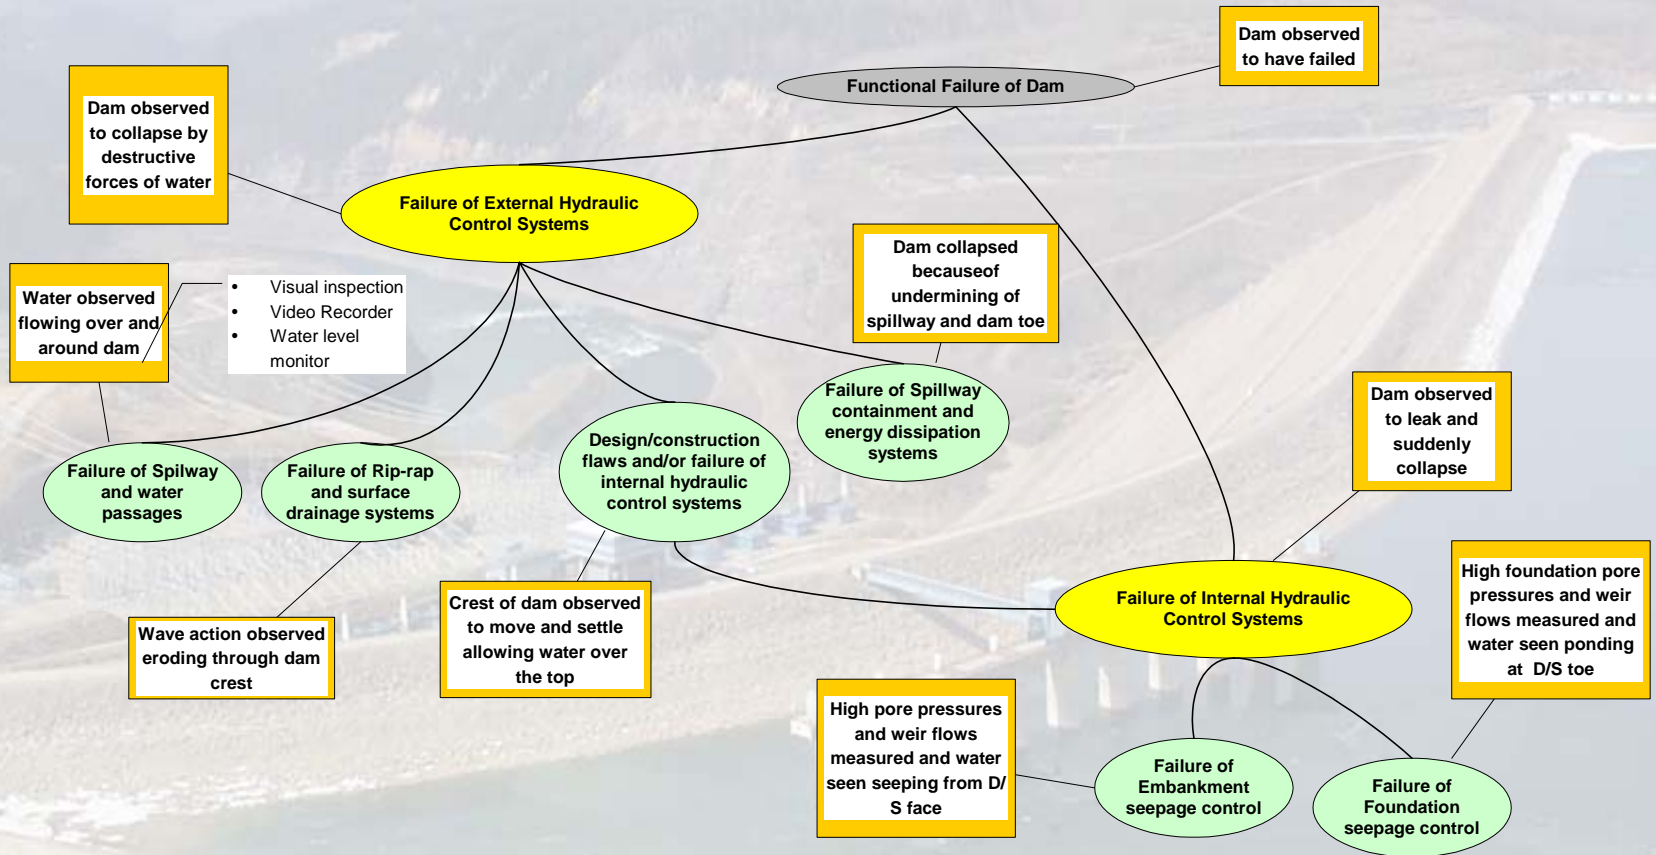 Dam observed
to have failed
Functional Failure of Dam
Dam observed
to collapse by
destructive
forces of water
Failure of External Hydraulic
Control Systems
Dam collapsed
becauseof
undermining of
spillway and dam toe
Water observed
flowing over and
around dam
• Visual inspection
• Video Recorder
• Water level
monitor
Failure of Spillway
containment and
energy dissipation
systems
Dam observed
to leak and
suddenly
collapse
Failure of Spilway
and water
passages
Failure of Rip-rap
and surface
drainage systems
Design/construction
flaws and/or failure of
internal hydraulic
control systems
High foundation pore
pressures and weir
flows measured and
water seen ponding
at D/S toe
Failure of Internal Hydraulic
Control Systems
Wave action observed
eroding through dam
crest
Crest of dam observed
to move and settle
allowing water over
the top
High pore pressures
and weir flows
measured and water
seen seeping from D/
S face
Failure of
Embankment
seepage control
Failure of
Foundation
seepage control